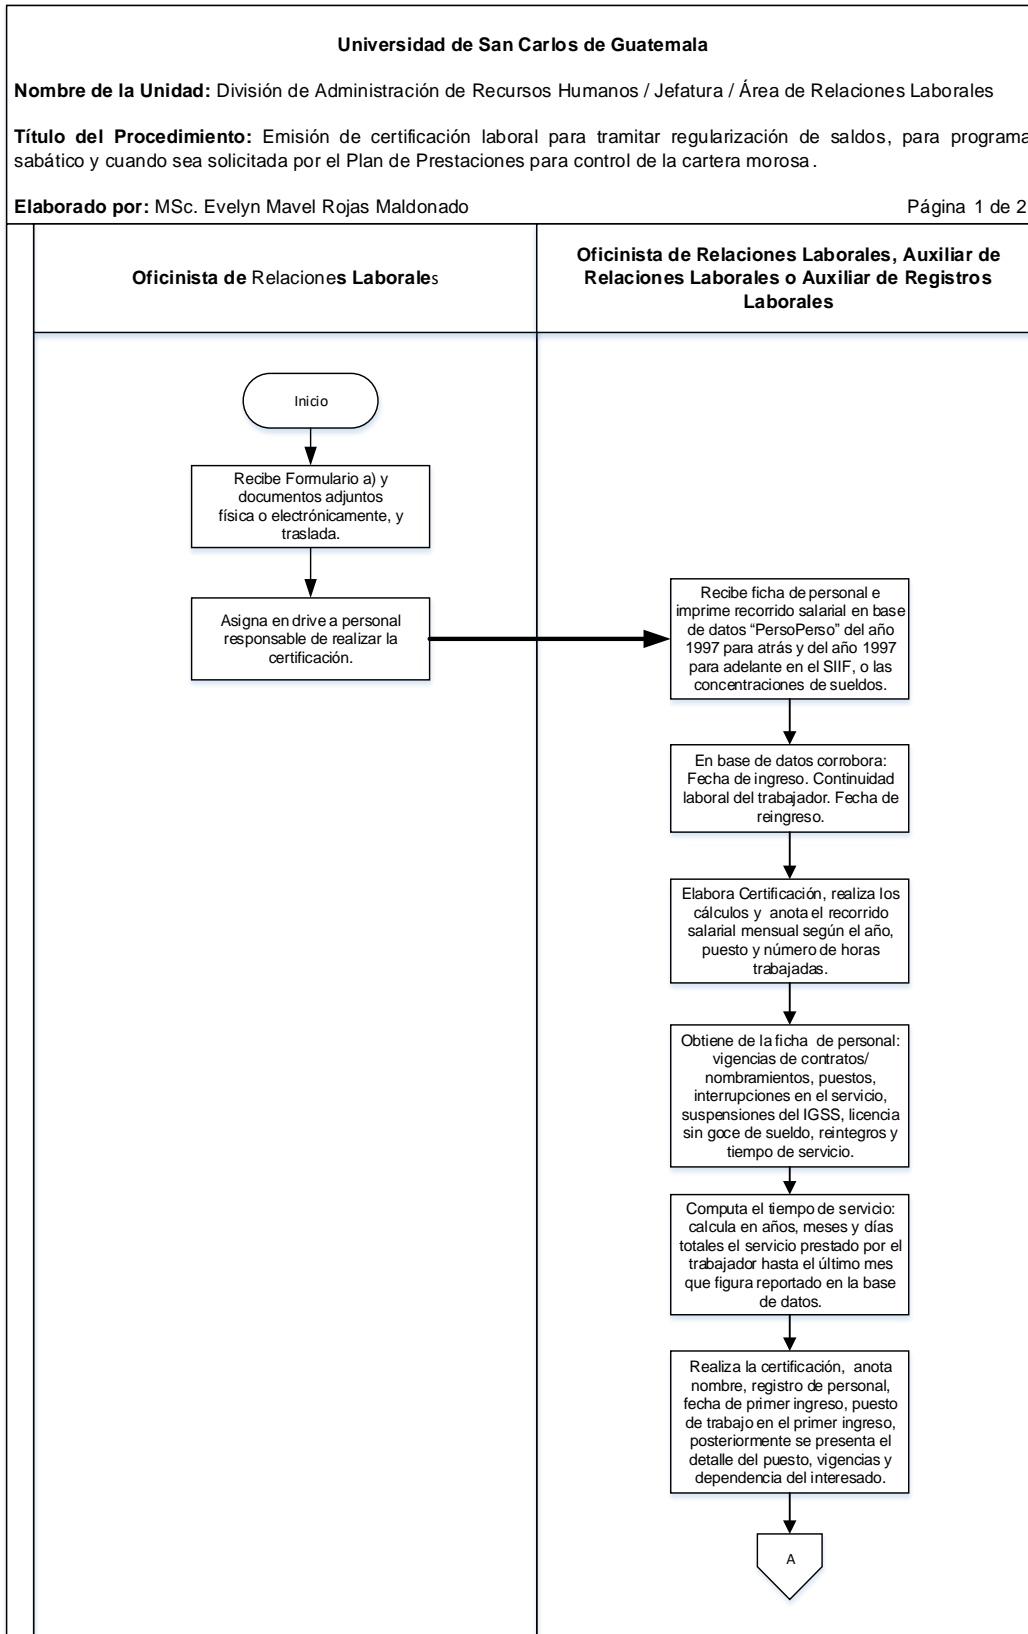 Universidad de San Carlos de Guatemala
Nombre de la Unidad: División de Administración de Recursos Humanos / Jefatura / Área de Relaciones Laborales
Título del Procedimiento: Emisión de certificación laboral para tramitar regularización de saldos, para programa
sabático y cuando sea solicitada por el Plan de Prestaciones para control de la cartera morosa.
Elaborado por: MSc. Evelyn Mavel Rojas Maldonado Página 1 de 2
Oficinista de Relaciones Laborales
Oficinista de Relaciones Laborales, Auxiliar de
Relaciones Laborales o Auxiliar de Registros
Laborales
Inicio
Recibe Formulario a) y
documentos adjuntos
física o electrónicamente, y
traslada.
Asigna en drive a personal
responsable de realizar la
certificación.
Recibe ficha de personal e
imprime recorrido salarial en base
de datos “PersoPerso” del año
1997 para atrás y del año 1997
para adelante en el SIIF, o las
concentraciones de sueldos.
En base de datos corrobora:
Fecha de ingreso. Continuidad
laboral del trabajador. Fecha de
reingreso.
Elabora Certificación, realiza los
cálculos y anota el recorrido
salarial mensual según el año,
puesto y número de horas
trabajadas.
Obtiene de la ficha de personal:
vigencias de contratos/
nombramientos, puestos,
interrupciones en el servicio,
suspensiones del IGSS, licencia
sin goce de sueldo, reintegros y
tiempo de servicio.
Computa el tiempo de servicio:
calcula en años, meses y días
totales el servicio prestado por el
trabajador hasta el último mes
que figura reportado en la base
de datos.
Realiza la certificación, anota
nombre, registro de personal,
fecha de primer ingreso, puesto
de trabajo en el primer ingreso,
posteriormente se presenta el
detalle del puesto, vigencias y
dependencia del interesado.
A